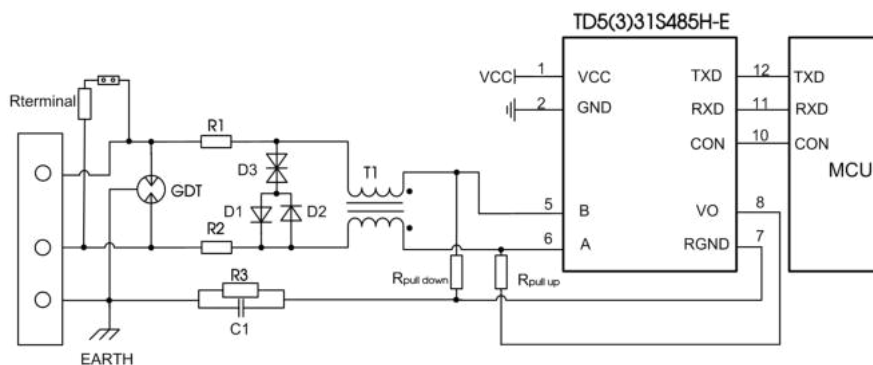 TD5(3)31S485H-E
VCC 1 VCC TXD 12 TXD
2 GND RXD 11 RXD
CON 10 CON
MCU
Rterminal
R1
D3 T1
GDT
D1 D2
5 B VO 8
R2 6 A RGND 7
R3 Rpull down Rpull up
C1
EARTH